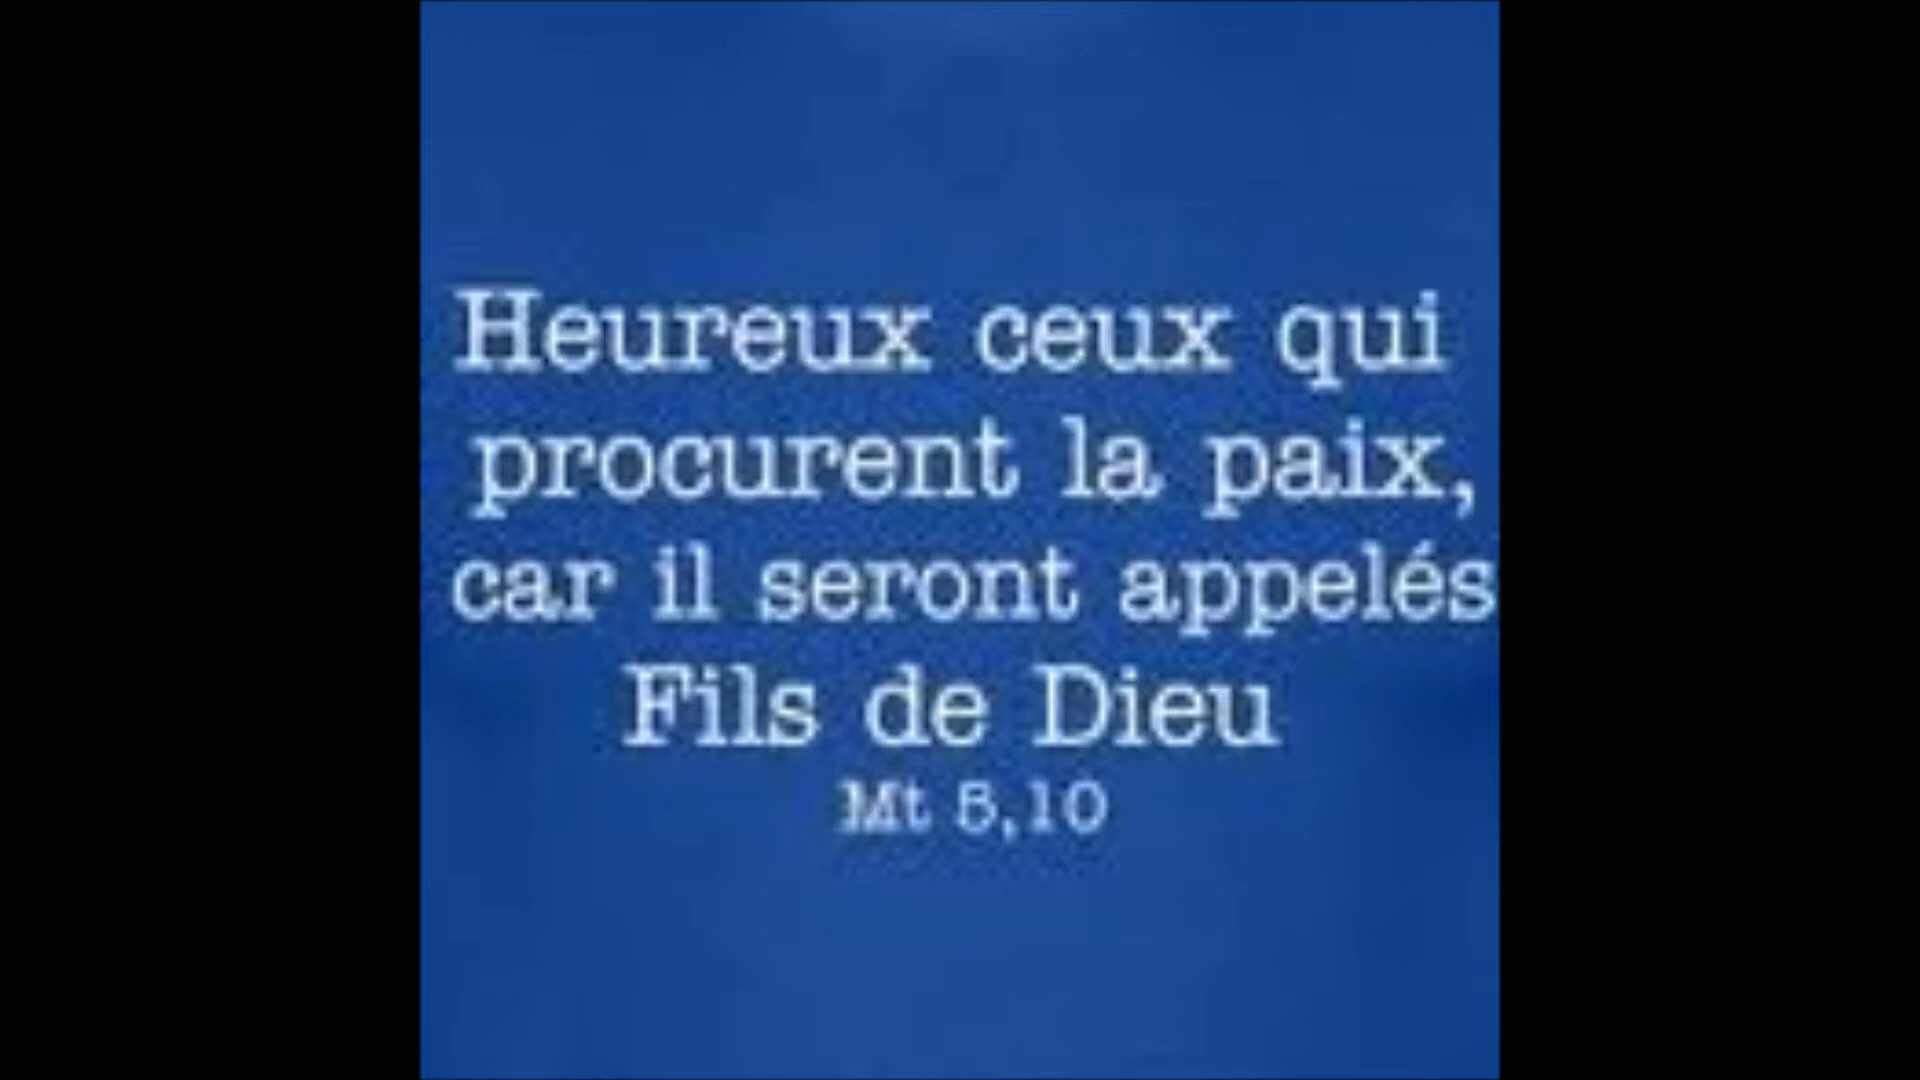 Heureux ceux qui
procurent la paix,
car il seront appelés
Fils de Dieu
Mt 5,10